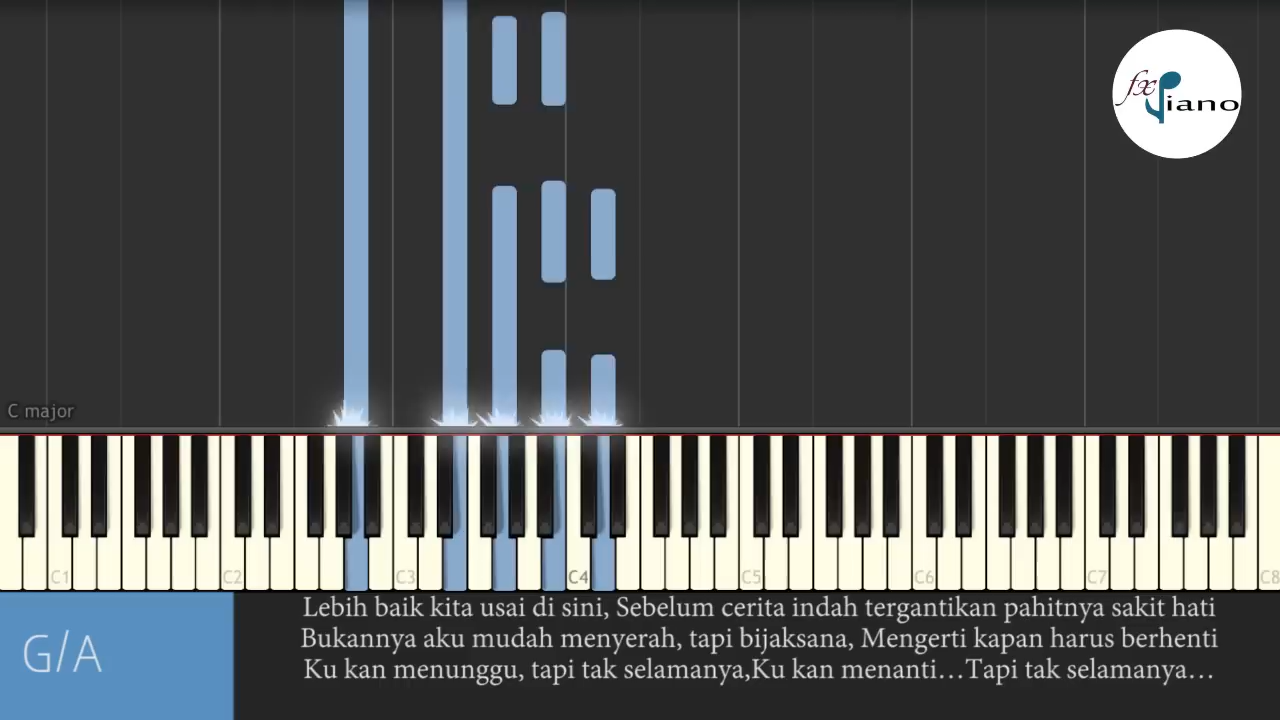 fx
piano
C major
C1 C2 C3 C4 C5 C6 C7 C8
G/A
Lebih baik kita usai di sini, Sebelum cerita indah tergantikan pahitnya sakit hati
Bukannya aku mudah menyerah, tapi bijaksana, Mengerti kapan harus berhenti
Ku kan menunggu, tapi tak selamanya,Ku kan menanti…Tapi tak selamanya…